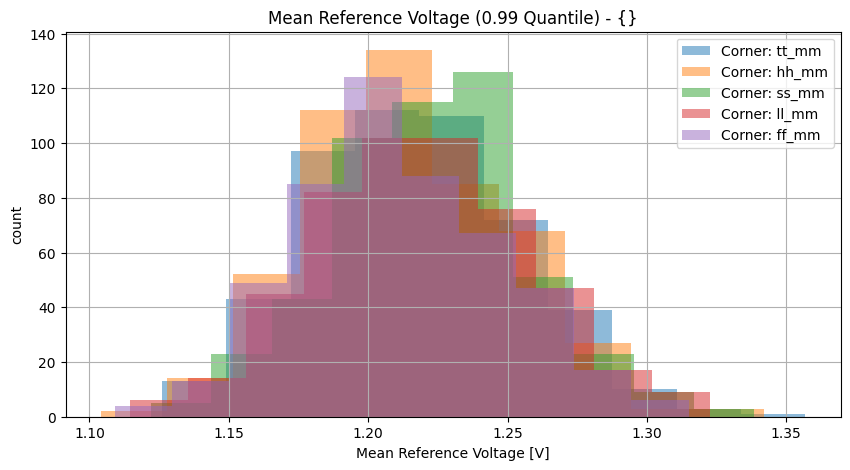 Mean Reference Voltage (0.99 Quantile) - {}
140
120
100
80
60
40
20
0
count
Corner: tt_mm
Corner: hh_mm
Corner: ss_mm
Corner: ll_mm
Corner: ff_mm
1.10
1.15
1.20
1.25
1.30
1.35
Mean Reference Voltage [V]